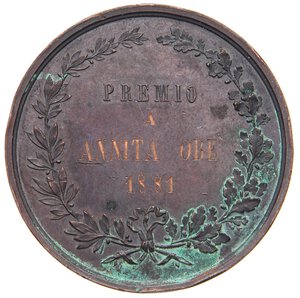 PREMIO
A
ANNITA OBE
1881